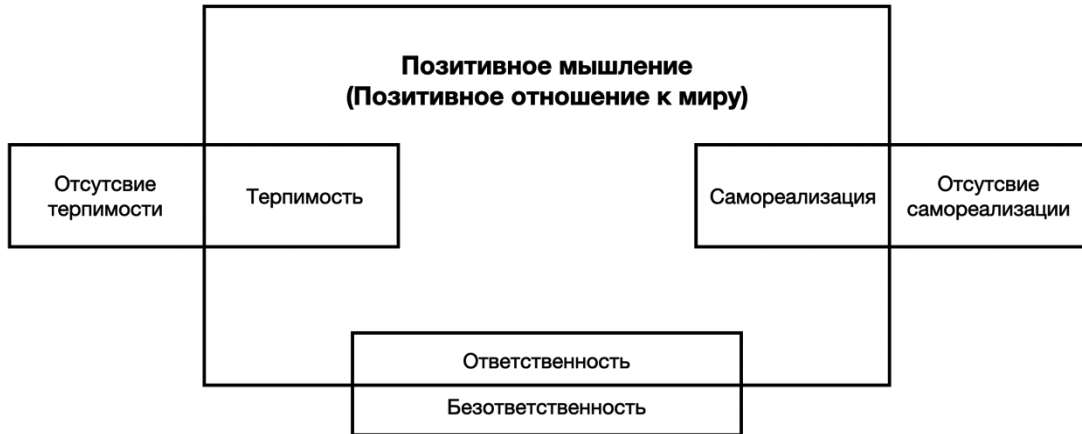 Позитивное мышление
(Позитивное отношение к миру)
Отсутсвие
терпимости
Терпимость
Самореализация
Отсутсвие
самореализации
Ответственность
Безответственность